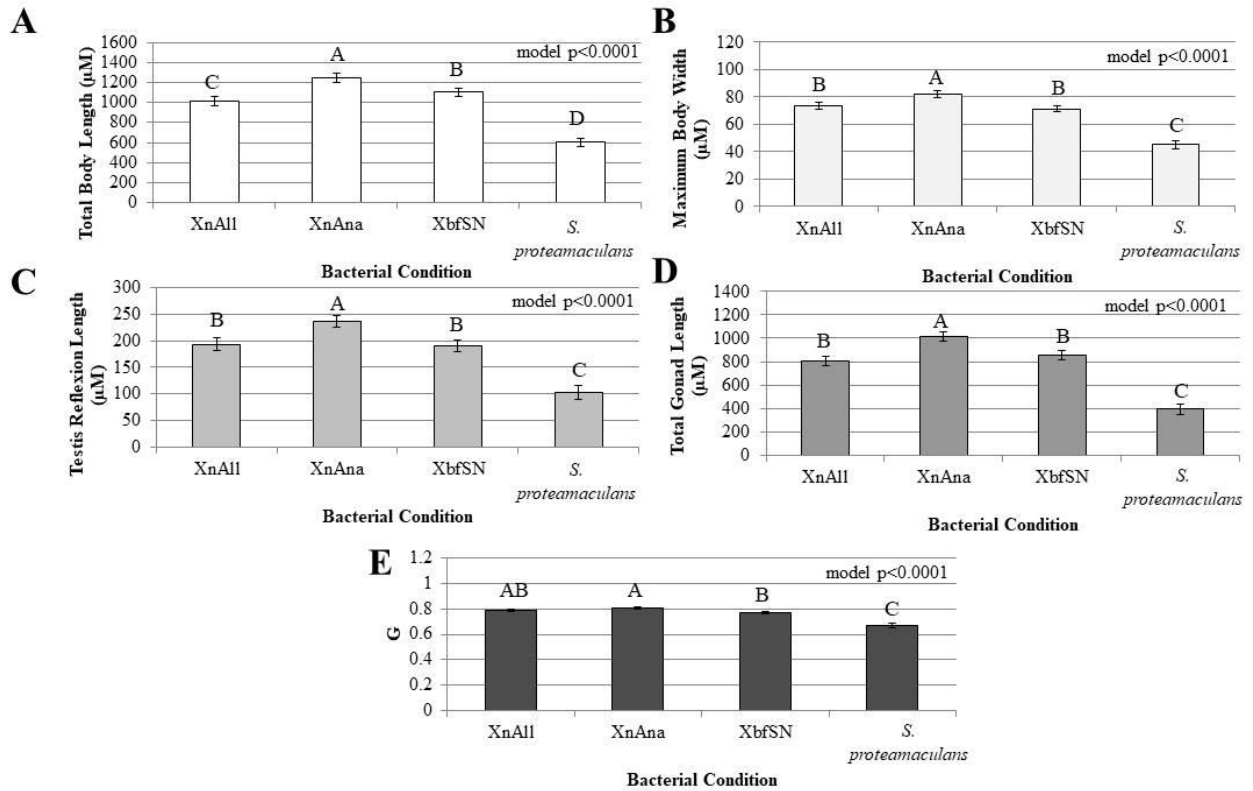 A
Total Body Length (µM)
1600
1400
1200
1000
800
600
400
200
0
model p<0.0001
C
A
B
D
XnAll
XnAna
XbfSN
S.
proteamaculans
Bacterial Condition
B
Maximum Body Width
(µM)
120
100
80
60
40
20
0
model p<0.0001
B
A
B
C
XnAll
XnAna
XbfSN
S.
proteamaculans
Bacterial Condition
C
Testis Reflexion Length
(µM)
300
250
200
150
100
50
0
model p<0.0001
B
A
B
C
XnAll
XnAna
XbfSN
S.
proteamaculans
Bacterial Condition
D
Total Gonad Length
(µM)
1400
1200
1000
800
600
400
200
0
model p<0.0001
B
A
B
C
XnAll
XnAna
XbfSN
S.
proteamaculans
Bacterial Condition
E
G
1.2
1
0.8
0.6
0.4
0.2
0
model p<0.0001
AB
A
B
C
XnAll
XnAna
XbfSN
S.
proteamaculans
Bacterial Condition